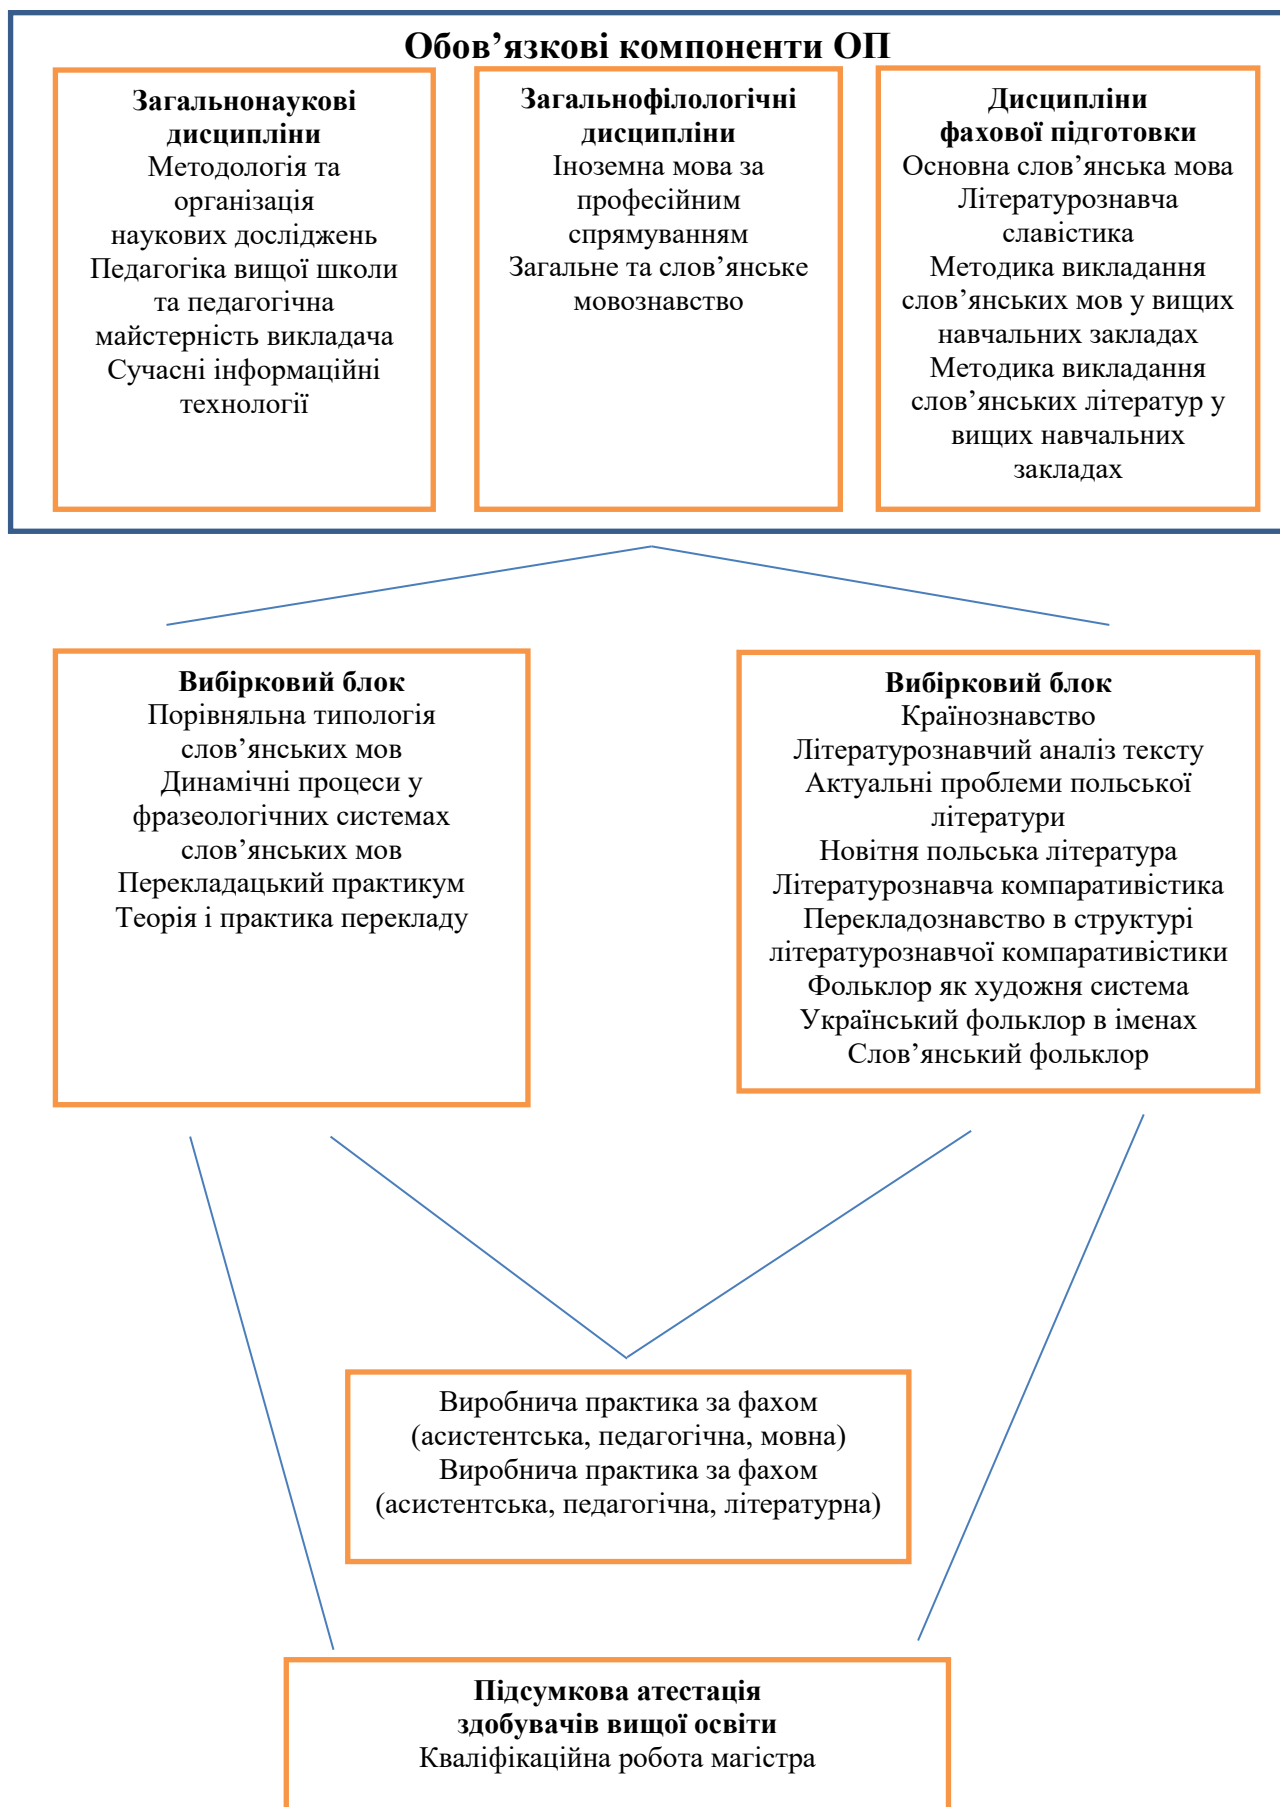 Обов’язкові компоненти ОП
Загальнонаукові
дисципліни
Методологія та
організація
наукових досліджень
Педагогіка вищої школи
та педагогічна
майстерність викладача
Сучасні інформаційні
технології
Загальнофілологічні
дисципліни
Іноземна мова за
професійним
спрямуванням
Загальне та слов’янське
мовознавство
Дисципліни
фахової підготовки
Основна слов’янська мова
Літературознавча
славістика
Методика викладання
слов’янських мов у вищих
навчальних закладах
Методика викладання
слов’янських літератур у
вищих навчальних
закладах
Вибірковий блок
Порівняльна типологія
слов’янських мов
Динамічні процеси у
фразеологічних системах
слов’янських мов
Перекладацький практикум
Теорія і практика перекладу
Вибірковий блок
Країнознавство
Літературознавчий аналіз тексту
Актуальні проблеми польської
літератури
Новітня польська література
Літературознавча компаративістика
Перекладознавство в структурі
літературознавчої компаративістики
Фольклор як художня система
Український фольклор в іменах
Слов’янський фольклор
Виробнича практика за фахом
(асистентська, педагогічна, мовна)
Виробнича практика за фахом
(асистентська, педагогічна, літературна)
Підсумкова атестація
здобувачів вищої освіти
Кваліфікаційна робота магістра